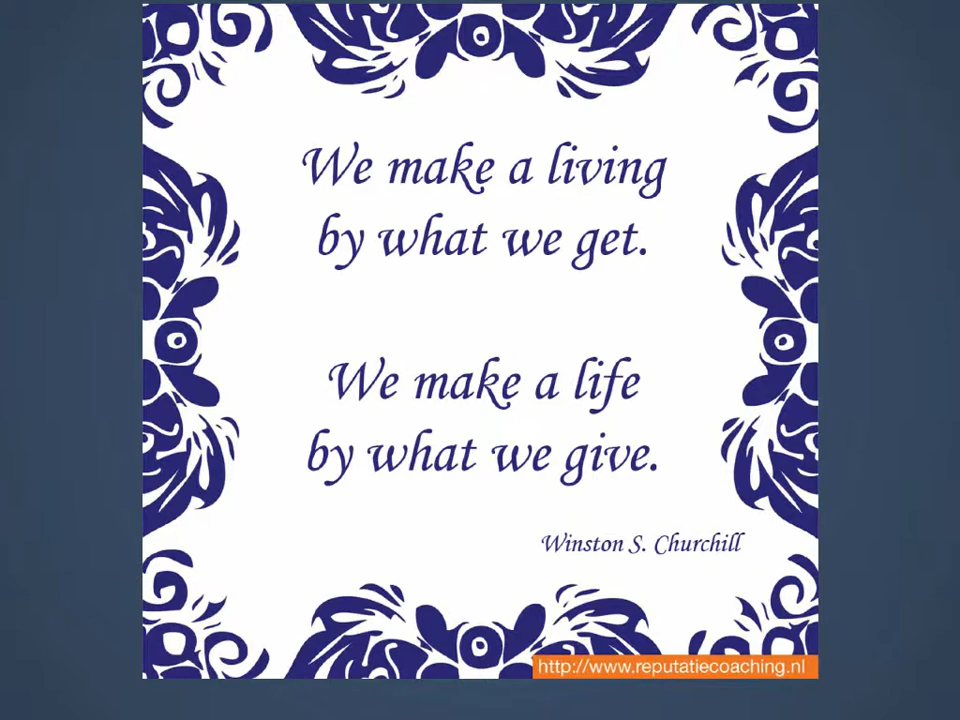 We make a living
by what we get.
We make a life
by what we give.
Winston S. Churchill
http://www.reputatiecoaching.nl